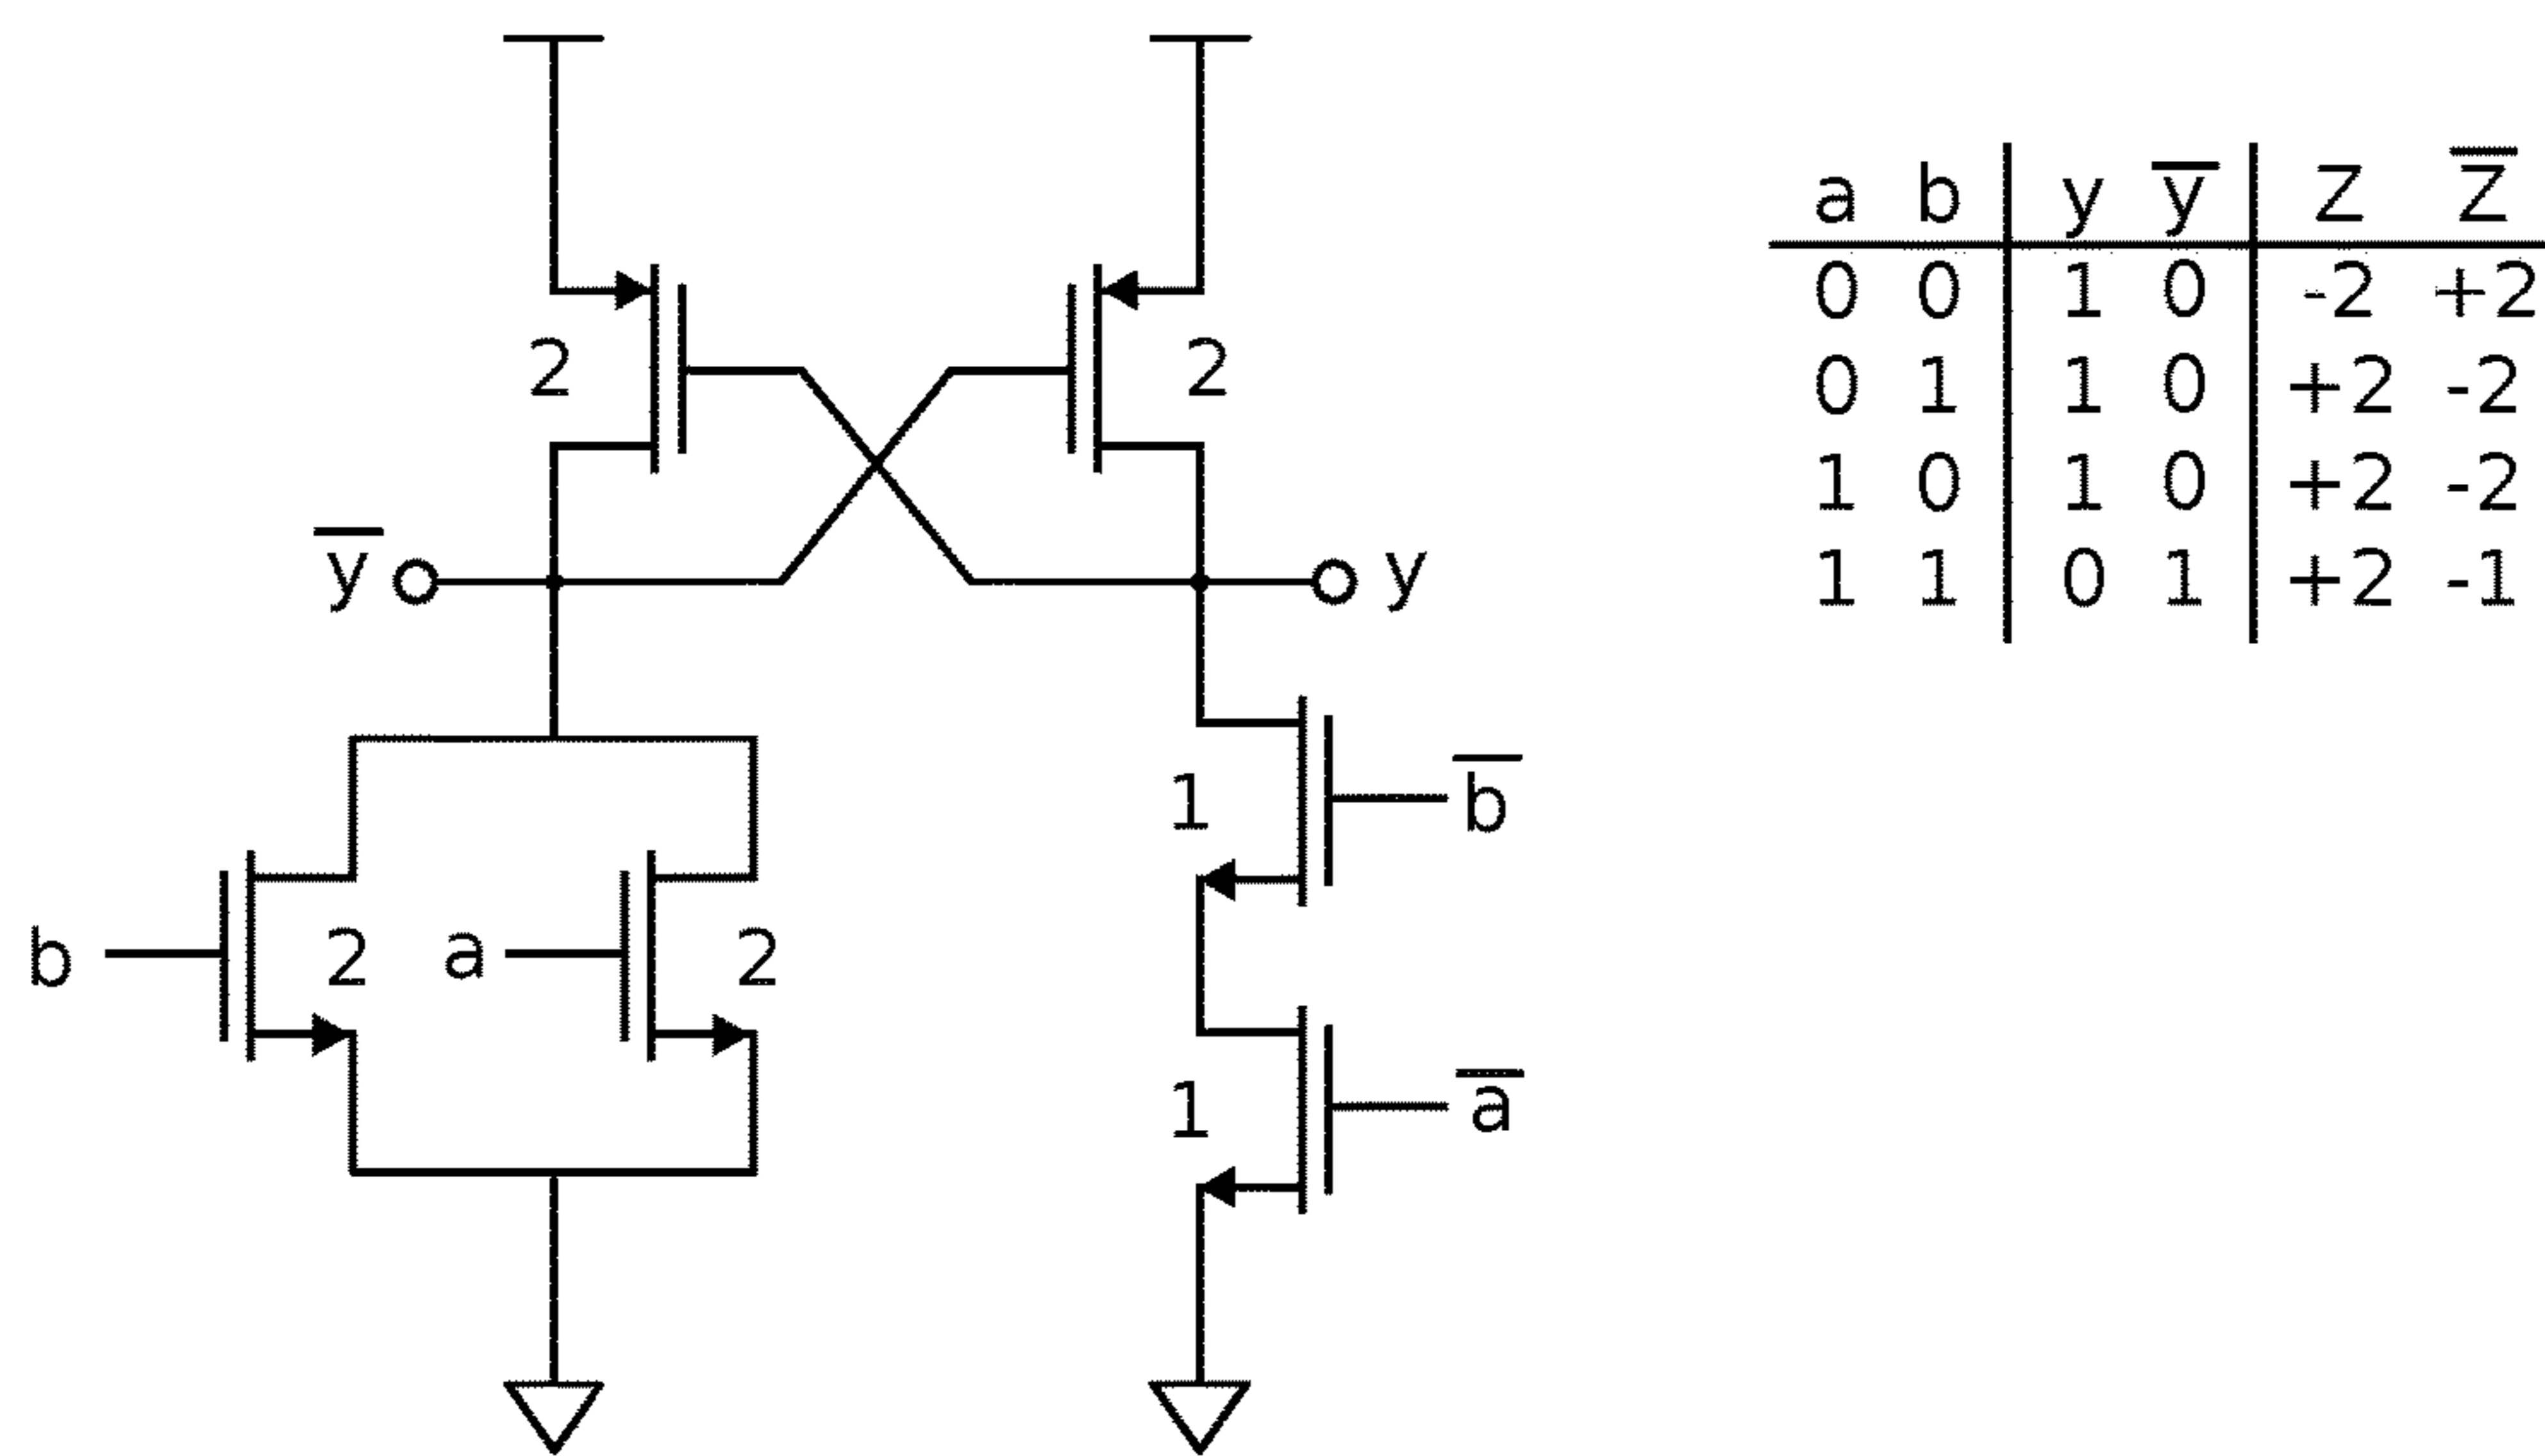 a b y y̅ Z Z̅
0 0 1 0 -2 +2
2 2
0 1 1 0 +2 -2
1 0 1 0 +2 -2
y̅ y
1 1 0 1 +2 -1
1 b̅
b 2 a 2
1 a̅